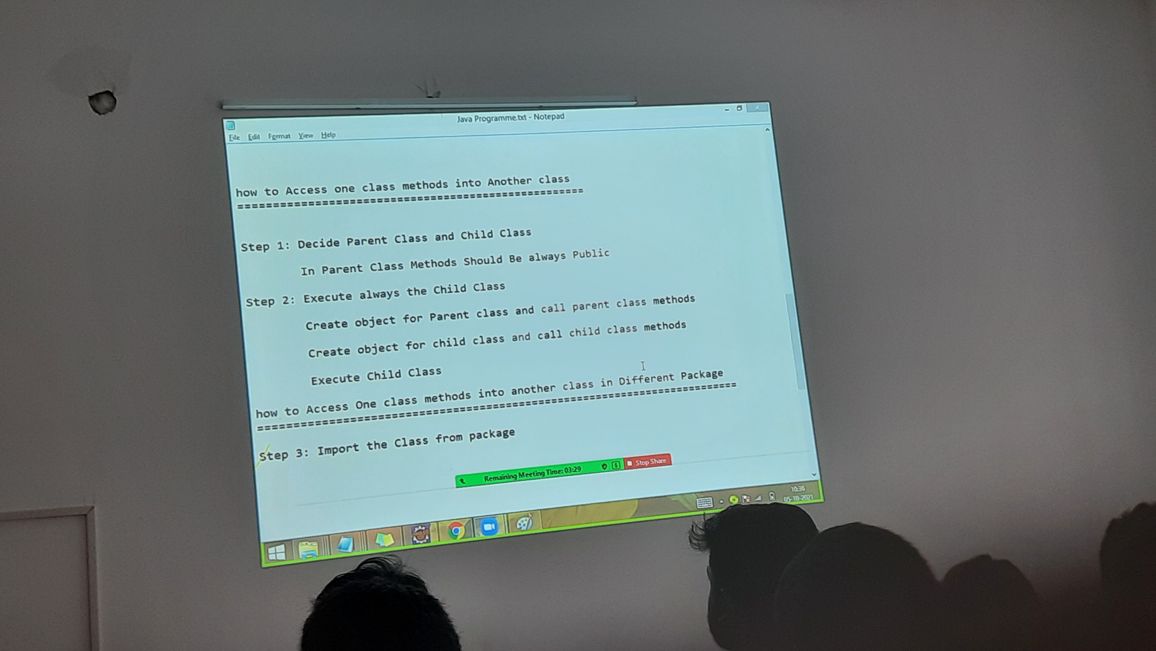 Java Programme.txt - Notepad
File Edit Format View Help
how to Access one class methods into Another class
=================================================
Step 1: Decide Parent Class and Child Class
In Parent Class Methods Should Be always Public
Step 2: Execute always the Child Class
Create object for Parent class and call parent class methods
Create object for child class and call child class methods
Execute Child Class
how to Access One class methods into another class in Different Package
==================================================================
Step 3: Import the Class from package
Remaining Meeting Time: 03:29 Stop Share
10:36
05-10-2021